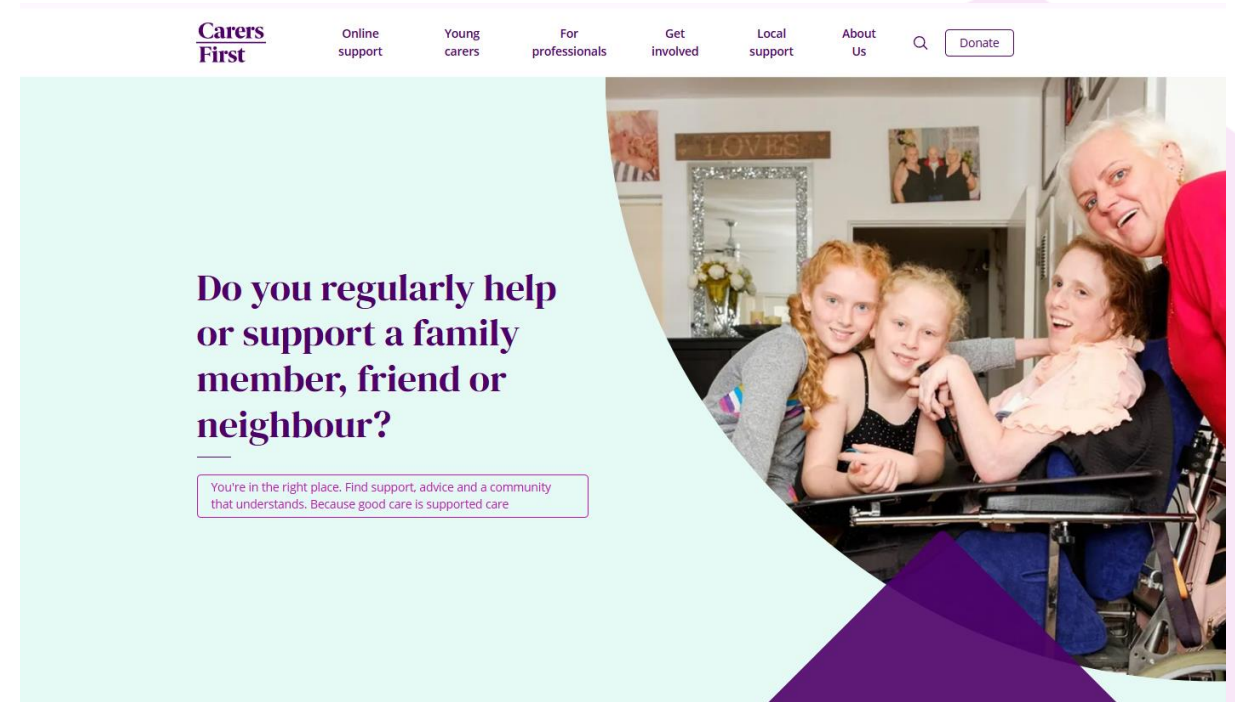 Carers
First
Online
support
Young
carers
For
professionals
Get
involved
Local
support
About
Us
Donate
LOVES
Do you regularly help
or support a family
member, friend or
neighbour?
You're in the right place. Find support, advice and a community
that understands. Because good care is supported care